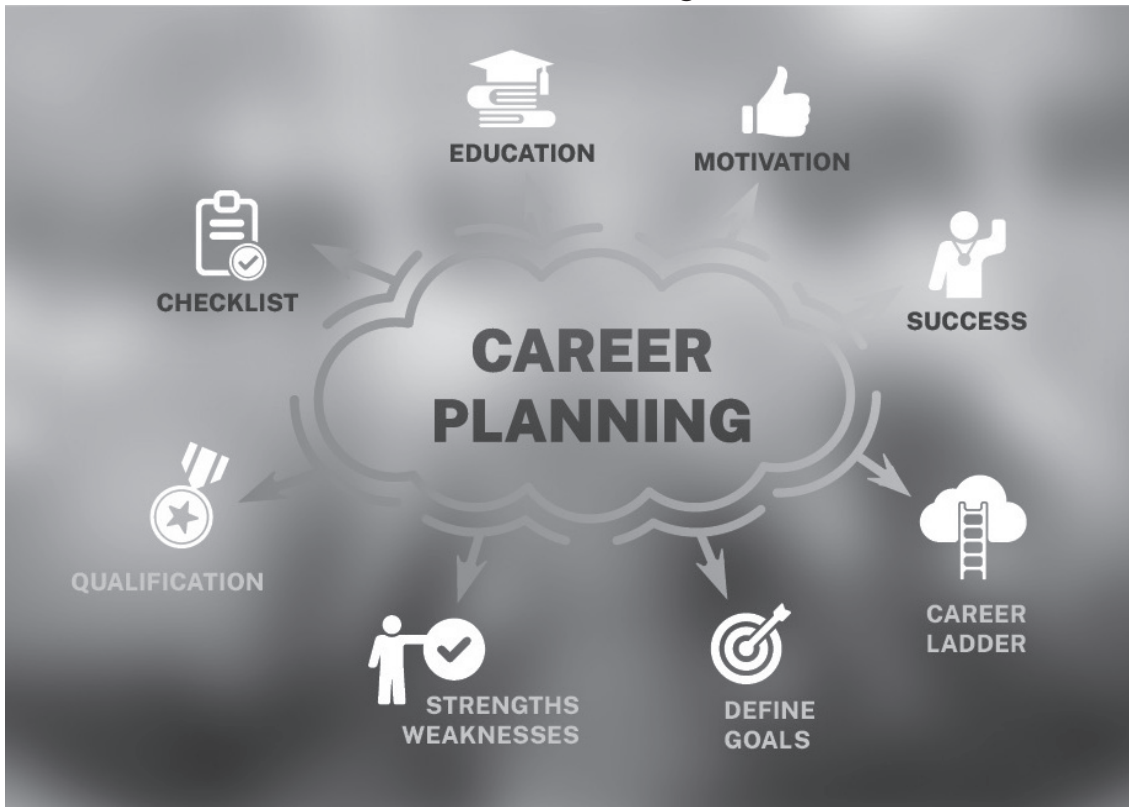 EDUCATION
MOTIVATION
CHECKLIST
SUCCESS
CAREER
PLANNING
QUALIFICATION
CAREER
LADDER
STRENGTHS
WEAKNESSES
DEFINE
GOALS